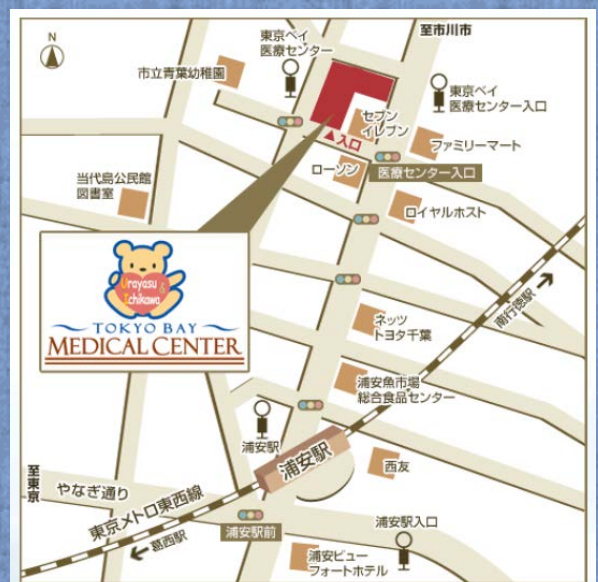 N
至市川市
東京ベイ
医療センター
市立青葉幼稚園
東京ベイ
医療センター入口
セブン
イレブン
▲入口
ファミリーマート
ローソン
医療センター入口
当代島公民館
図書室
ロイヤルホスト
Urayasu &
Ichikawa
TOKYO BAY
MEDICAL CENTER
南行徳駅
ネッツ
トヨタ千葉
浦安魚市場
総合食品センター
浦安駅
浦安駅
西友
至東京
やなぎ通り
東京メトロ東西線
葛西駅
浦安駅前
浦安駅入口
浦安ビュー
フォートホテル